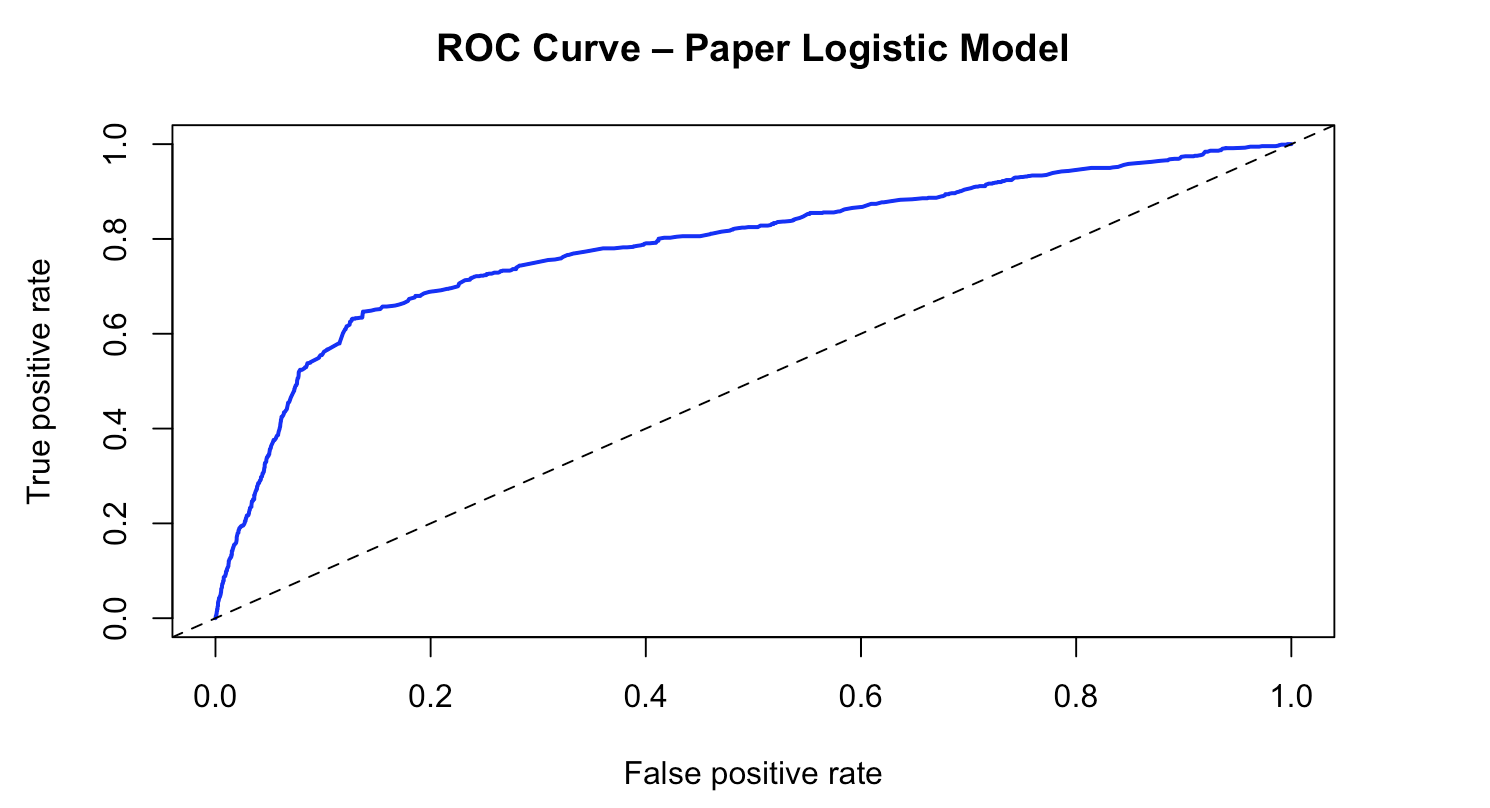 ROC Curve – Paper Logistic Model
True positive rate
1.0
0.8
0.6
0.4
0.2
0.0
0.0 0.2 0.4 0.6 0.8 1.0
False positive rate